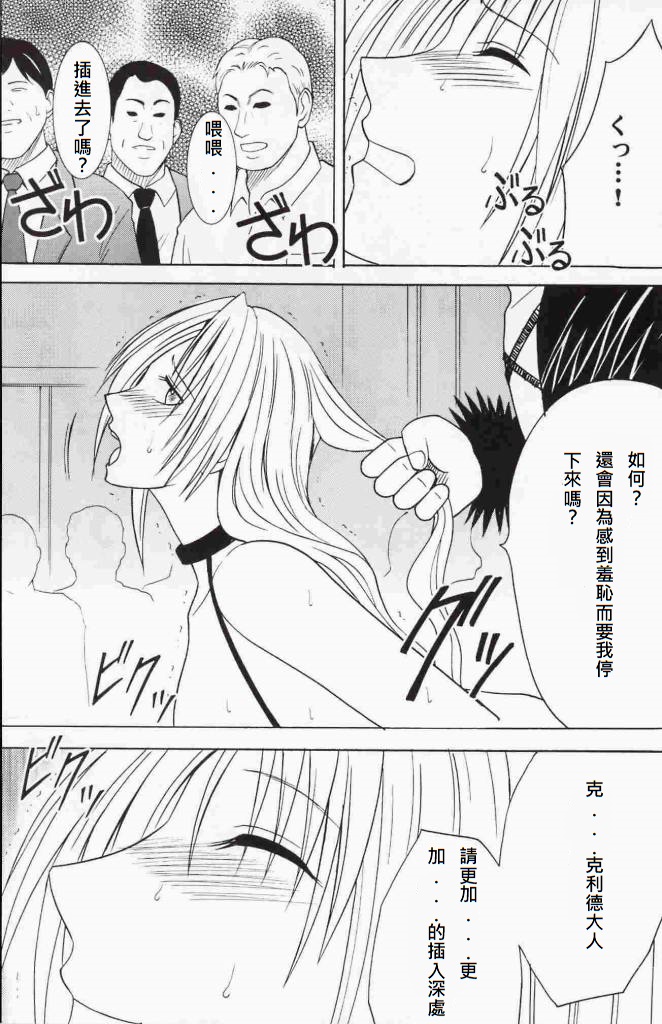 くっ…!
ぶる
ぶる
喂喂...
插進去了嗎?
ざわ
ざわ
如何?
還會因為感到羞恥而要我停
下來嗎?
グッ
ビクッ
克...克利德大人
請更加...更
加...的插入深處
ビクッ